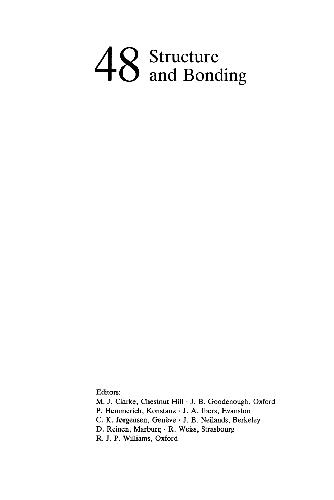 48 Structure
and Bonding
Editors:
M. J. Clarke, Chestnut Hill · J. B. Goodenough, Oxford
P. Hemmerich, Konstanz · J. A. Ibers, Evanston
C. K. Jørgensen, Genève · J. B. Neilands, Berkeley
D. Reinen, Marburg · R. Weiss, Strasbourg
R. J. P. Williams, Oxford